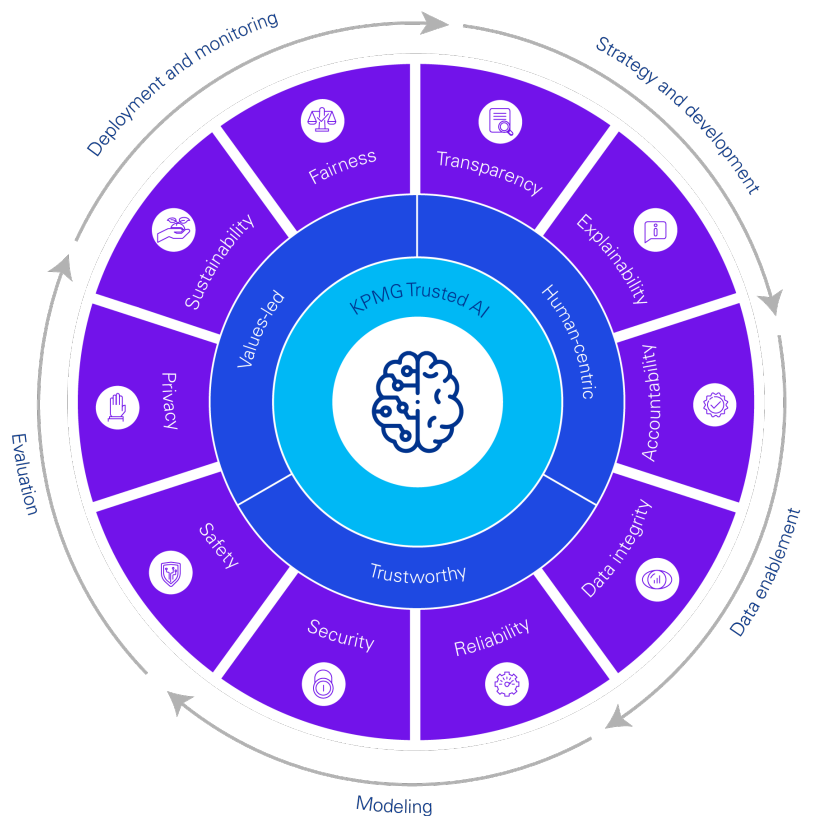 Deployment and monitoring
Strategy and development
Data enablement
Modeling
Evaluation
Fairness
Transparency
Explainability
Accountability
Data integrity
Reliability
Security
Safety
Privacy
Sustainability
Values-led
Human-centric
Trustworthy
KPMG Trusted AI